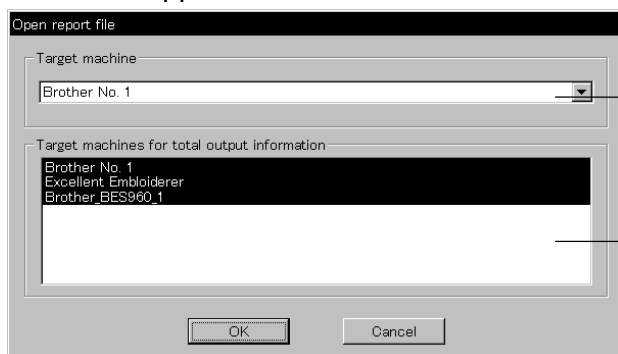 Open report file
Target machine
Brother No. 1
Target machines for total output information
Brother No. 1
Excellent Embloiderer
Brother_BES960_1
OK
Cancel